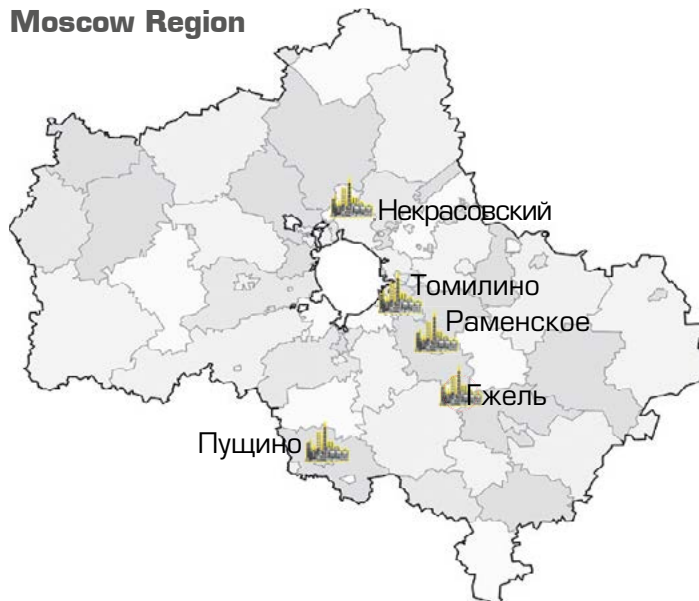 Moscow Region
Некрасовский
Томилино
Раменское
Гжель
Пущино